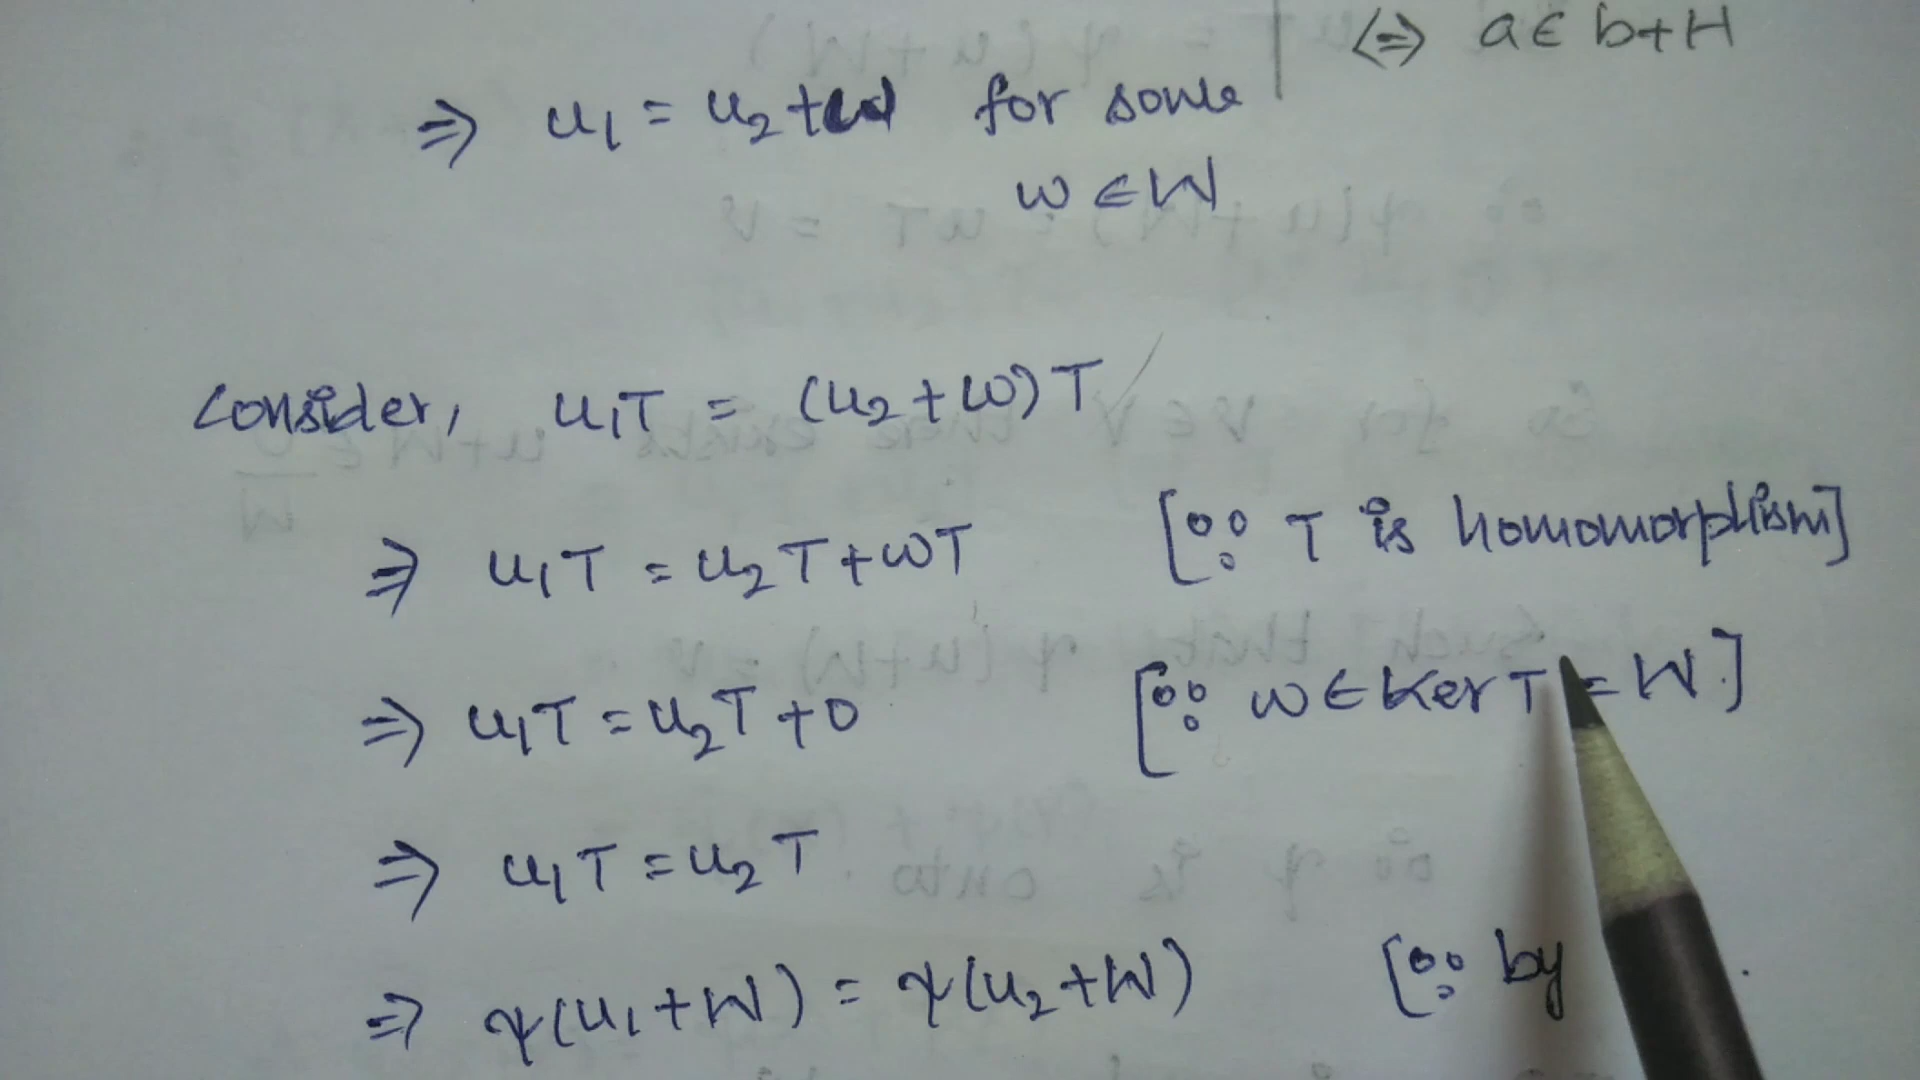 ⟺ a ∈ b+H
⇒ u₁ = u₂ + w for some
w ∈ W
Consider, u₁T = (u₂+w)T
⇒ u₁T = u₂T + wT [∵ T is homomorphism]
⇒ u₁T = u₂T + 0 [∵ w ∈ Ker T = W]
⇒ u₁T = u₂T
⇒ ψ(u₁+W) = ψ(u₂+W) [∵ by